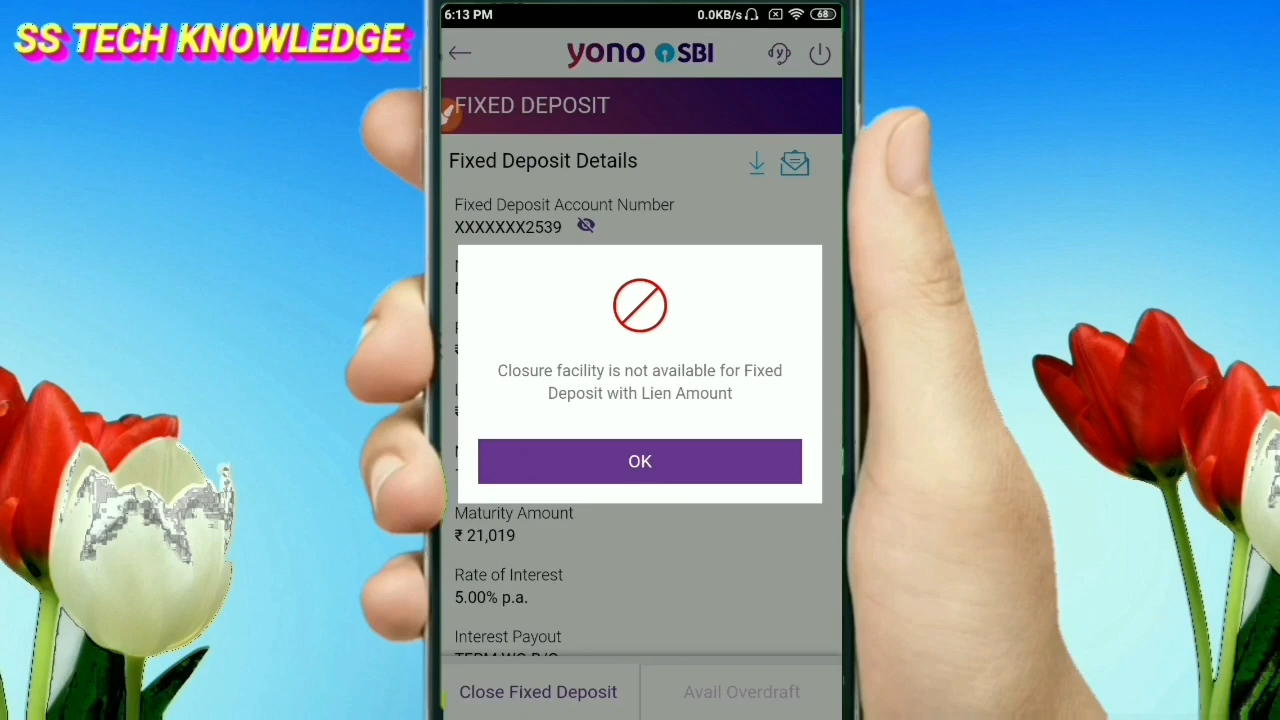 SS TECH KNOWLEDGE
6:13 PM
0.0KB/s
68
yono SBI
FIXED DEPOSIT
Fixed Deposit Details
Fixed Deposit Account Number
XXXXXXX2539
Closure facility is not available for Fixed
Deposit with Lien Amount
OK
Maturity Amount
₹ 21,019
Rate of Interest
5.00% p.a.
Interest Payout
Close Fixed Deposit
Avail Overdraft